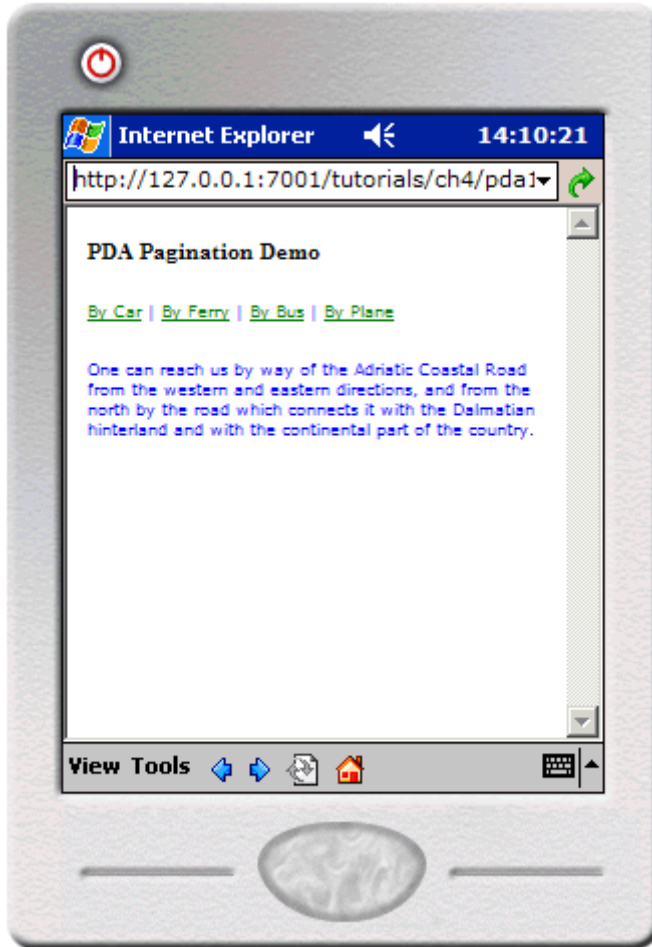 Internet Explorer 14:10:21
http://127.0.0.1:7001/tutorials/ch4/pda1
PDA Pagination Demo
By Car | By Ferry | By Bus | By Plane
One can reach us by way of the Adriatic Coastal Road
from the western and eastern directions, and from the
north by the road which connects it with the Dalmatian
hinterland and with the continental part of the country.
View Tools